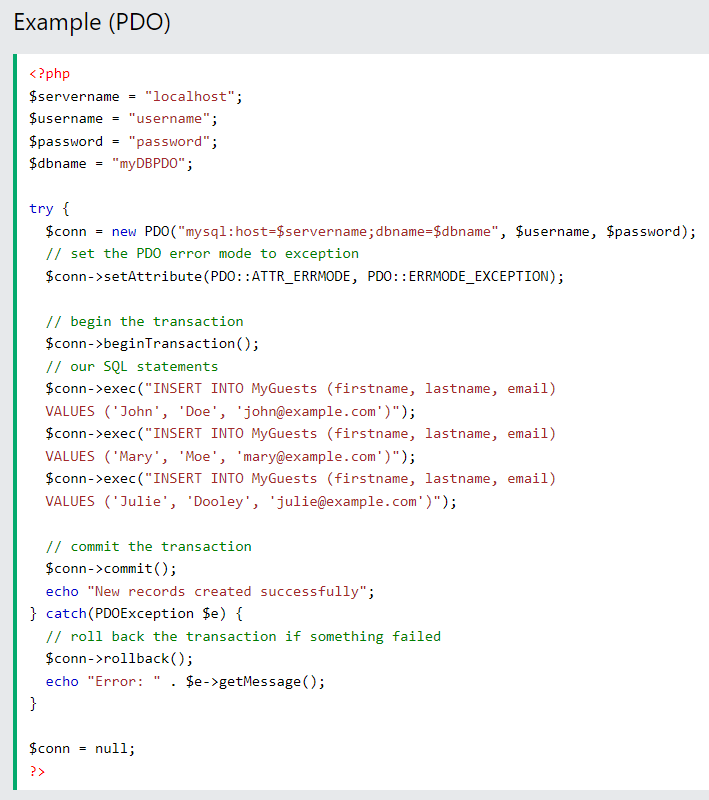 Example (PDO)
<?php
$servername = "localhost";
$username = "username";
$password = "password";
$dbname = "myDBPDO";
try {
$conn = new PDO("mysql:host=$servername;dbname=$dbname", $username, $password);
// set the PDO error mode to exception
$conn->setAttribute(PDO::ATTR_ERRMODE, PDO::ERRMODE_EXCEPTION);
// begin the transaction
$conn->beginTransaction();
// our SQL statements
$conn->exec("INSERT INTO MyGuests (firstname, lastname, email)
VALUES ('John', 'Doe', 'john@example.com')");
$conn->exec("INSERT INTO MyGuests (firstname, lastname, email)
VALUES ('Mary', 'Moe', 'mary@example.com')");
$conn->exec("INSERT INTO MyGuests (firstname, lastname, email)
VALUES ('Julie', 'Dooley', 'julie@example.com')");
// commit the transaction
$conn->commit();
echo "New records created successfully";
} catch(PDOException $e) {
// roll back the transaction if something failed
$conn->rollback();
echo "Error: " . $e->getMessage();
}
$conn = null;
?>